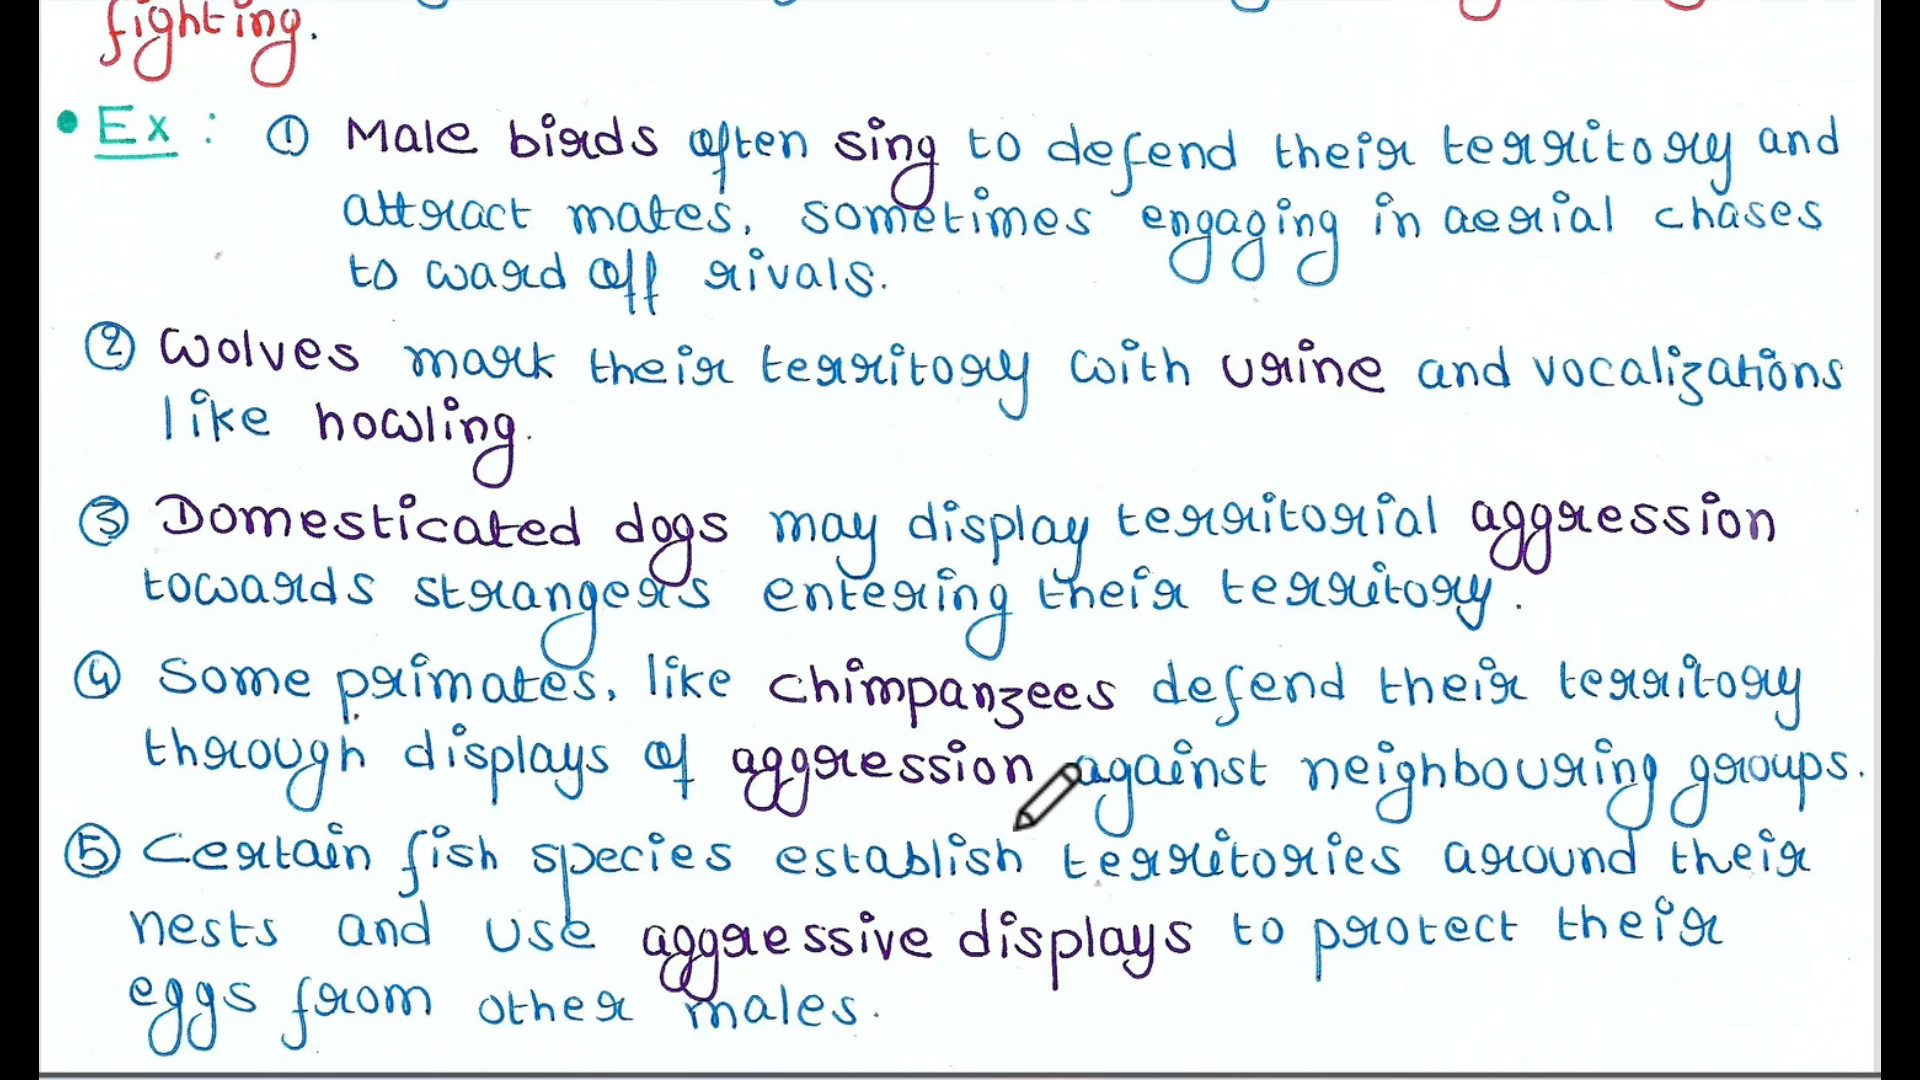 fighting.
• Ex : ① Male birds often sing to defend their territory and
attract mates, sometimes engaging in aerial chases
to ward off rivals.
② Wolves mark their territory with urine and vocalizations
like howling.
③ Domesticated dogs may display territorial aggression
towards strangers entering their territory.
④ Some primates, like chimpanzees defend their territory
through displays of aggression against neighbouring groups.
⑤ Certain fish species establish territories around their
nests and use aggressive displays to protect their
eggs from other males.